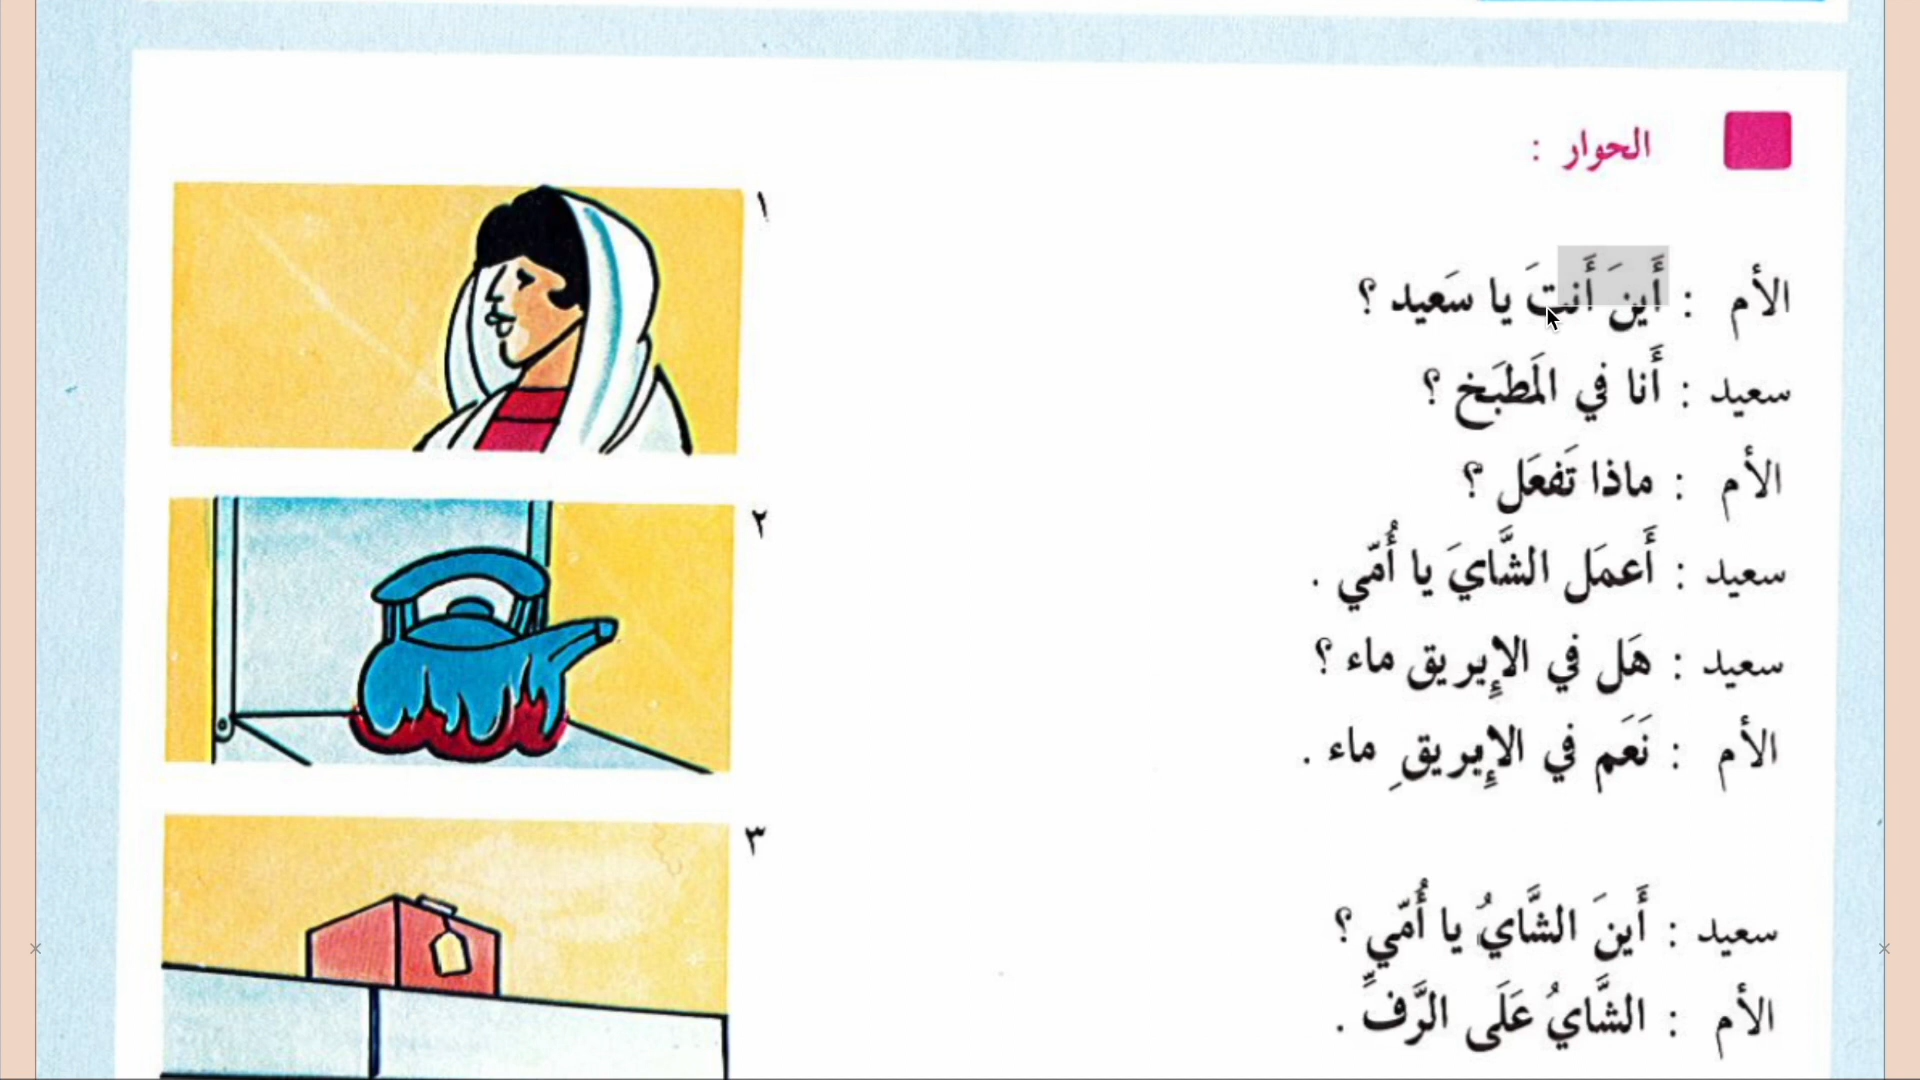 الحوار :
١
الأم : أَينَ أَنتَ يا سَعيد ؟
سعيد : أَنا في المَطبَخ ؟
الأم : ماذا تَفعَل ؟
٢
سعيد : أَعمَل الشَّايَ يا أُمّي .
سعيد : هَل في الإِبريق ماء ؟
الأم : نَعَم في الإِبريقِ ماء .
٣
سعيد : أَينَ الشَّايُ يا أُمّي ؟
الأم : الشَّايُ عَلَى الرَّفِّ .